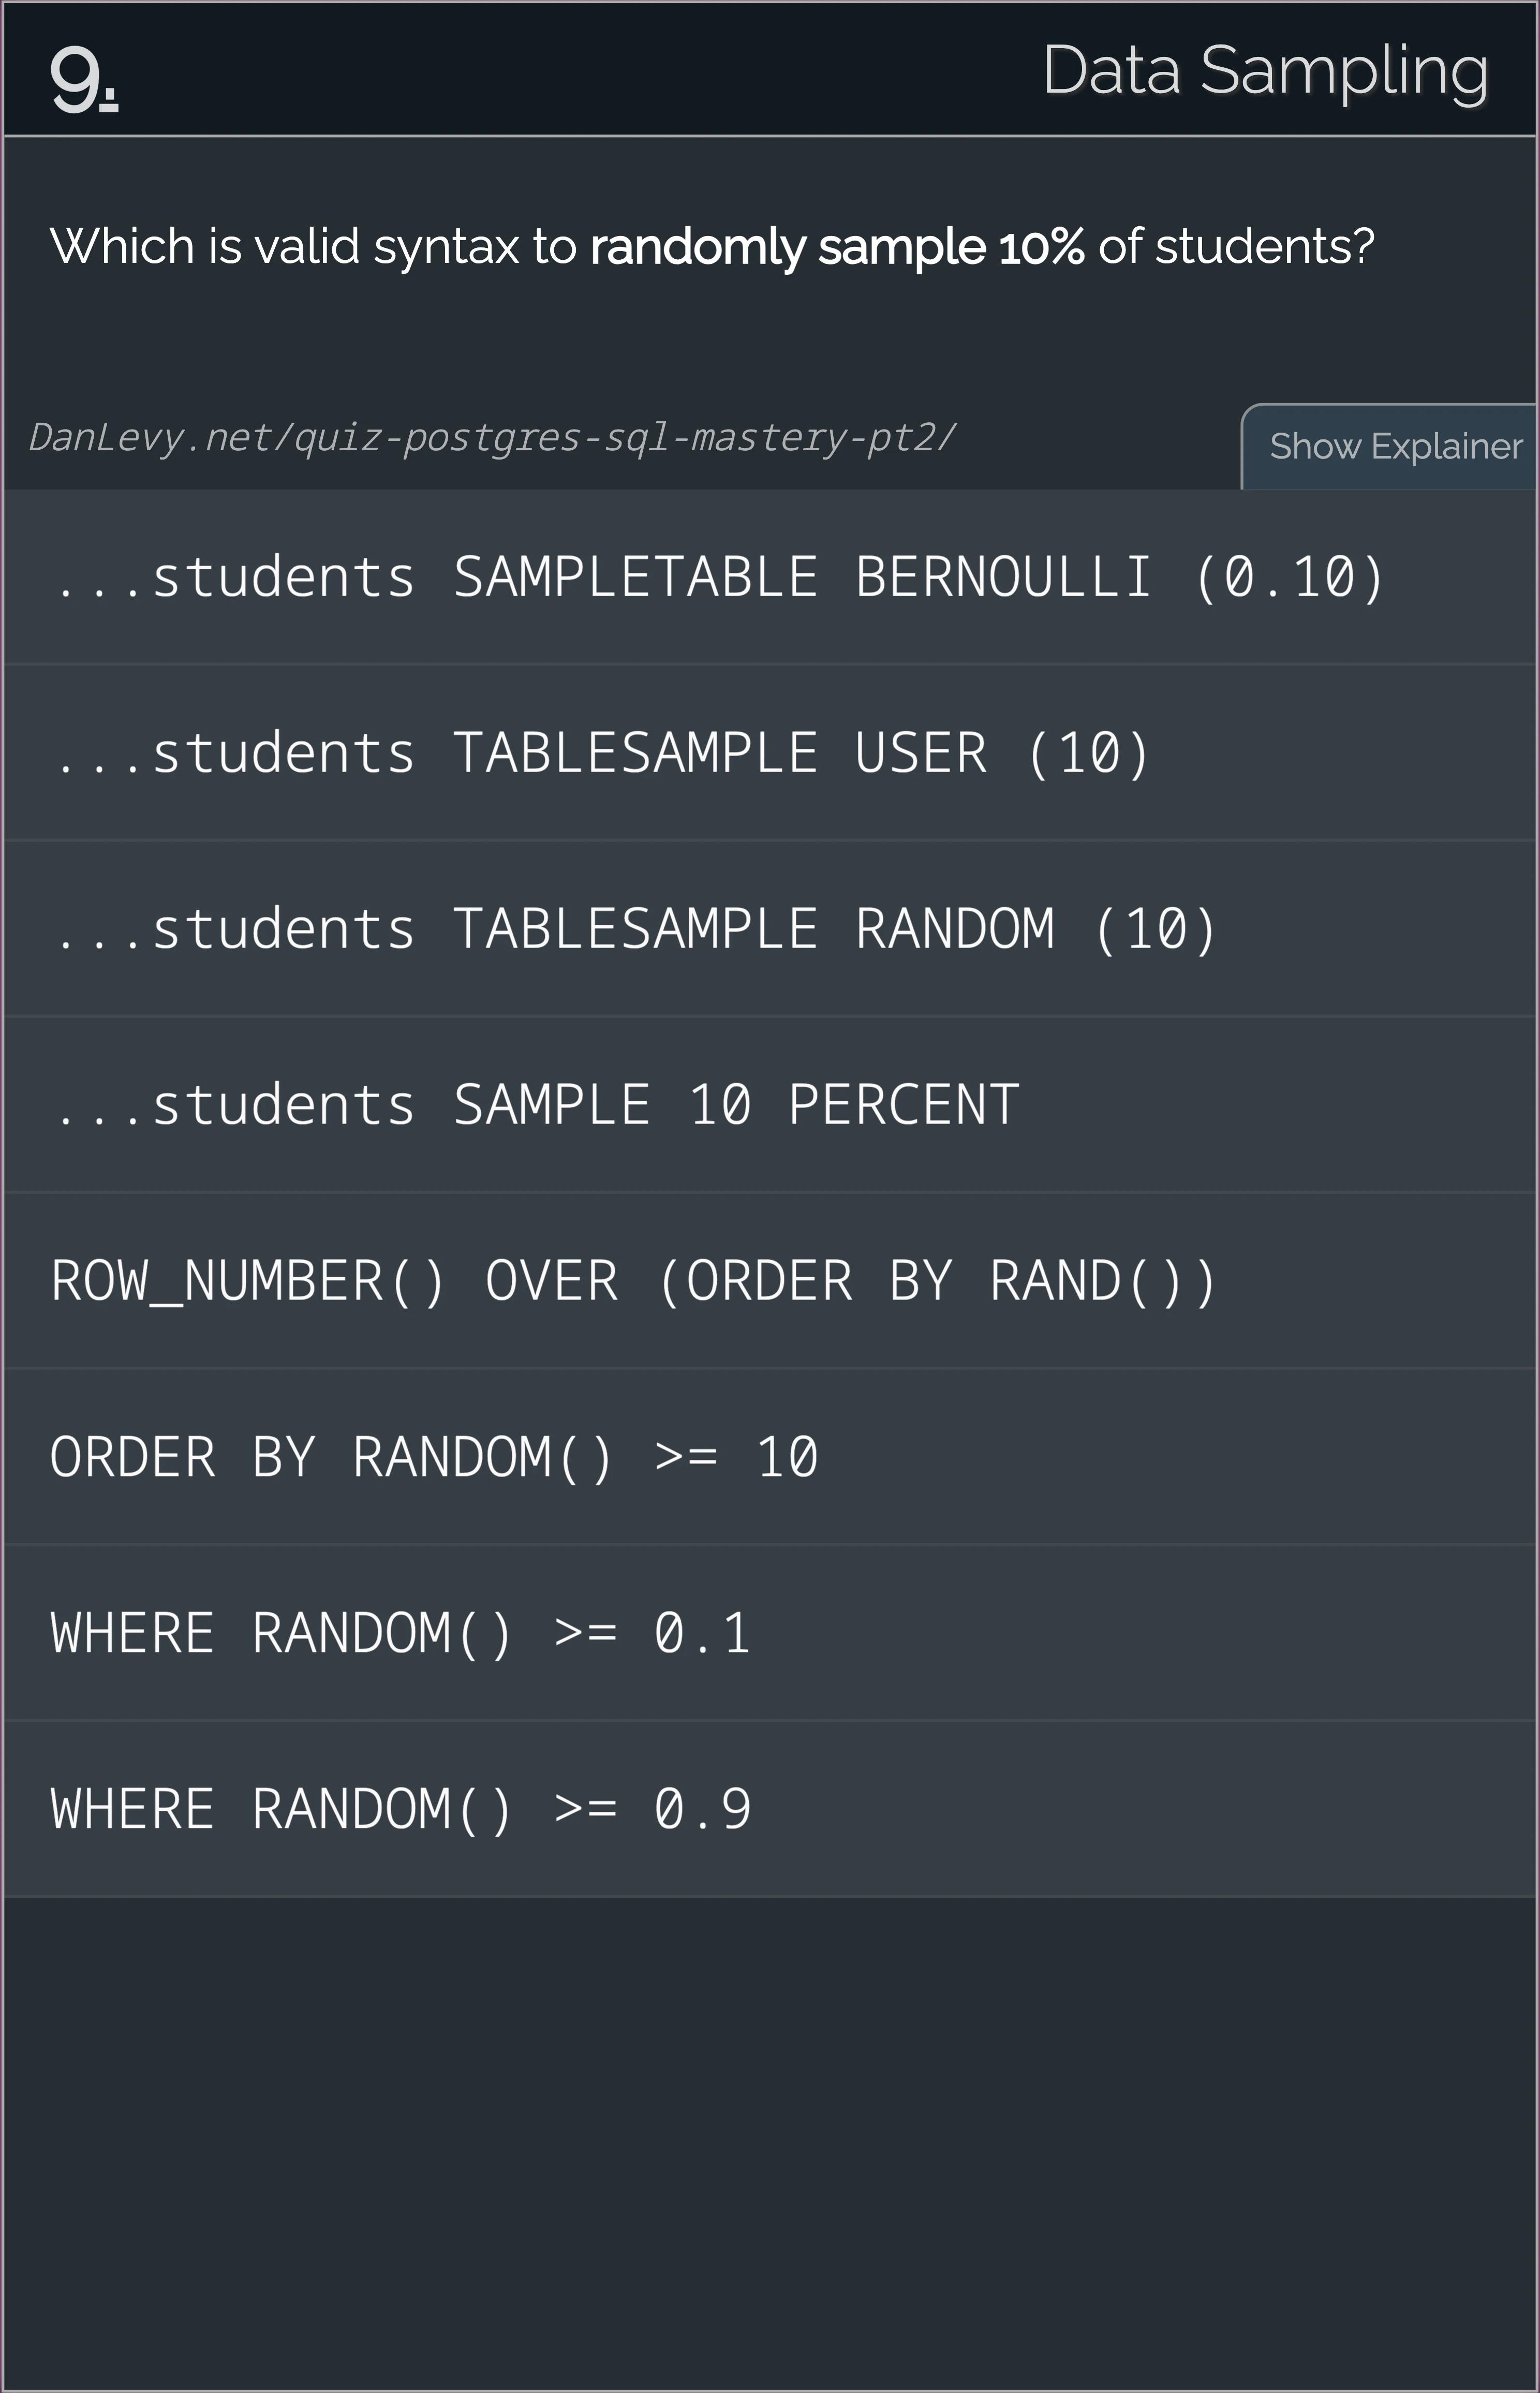 9.
Data Sampling
Which is valid syntax to randomly sample 10% of students?
DanLevy.net/quiz-postgres-sql-mastery-pt2/
Show Explainer
...students SAMPLETABLE BERNOULLI (0.10)
...students TABLESAMPLE USER (10)
...students TABLESAMPLE RANDOM (10)
...students SAMPLE 10 PERCENT
ROW_NUMBER() OVER (ORDER BY RAND())
ORDER BY RANDOM() >= 10
WHERE RANDOM() >= 0.1
WHERE RANDOM() >= 0.9